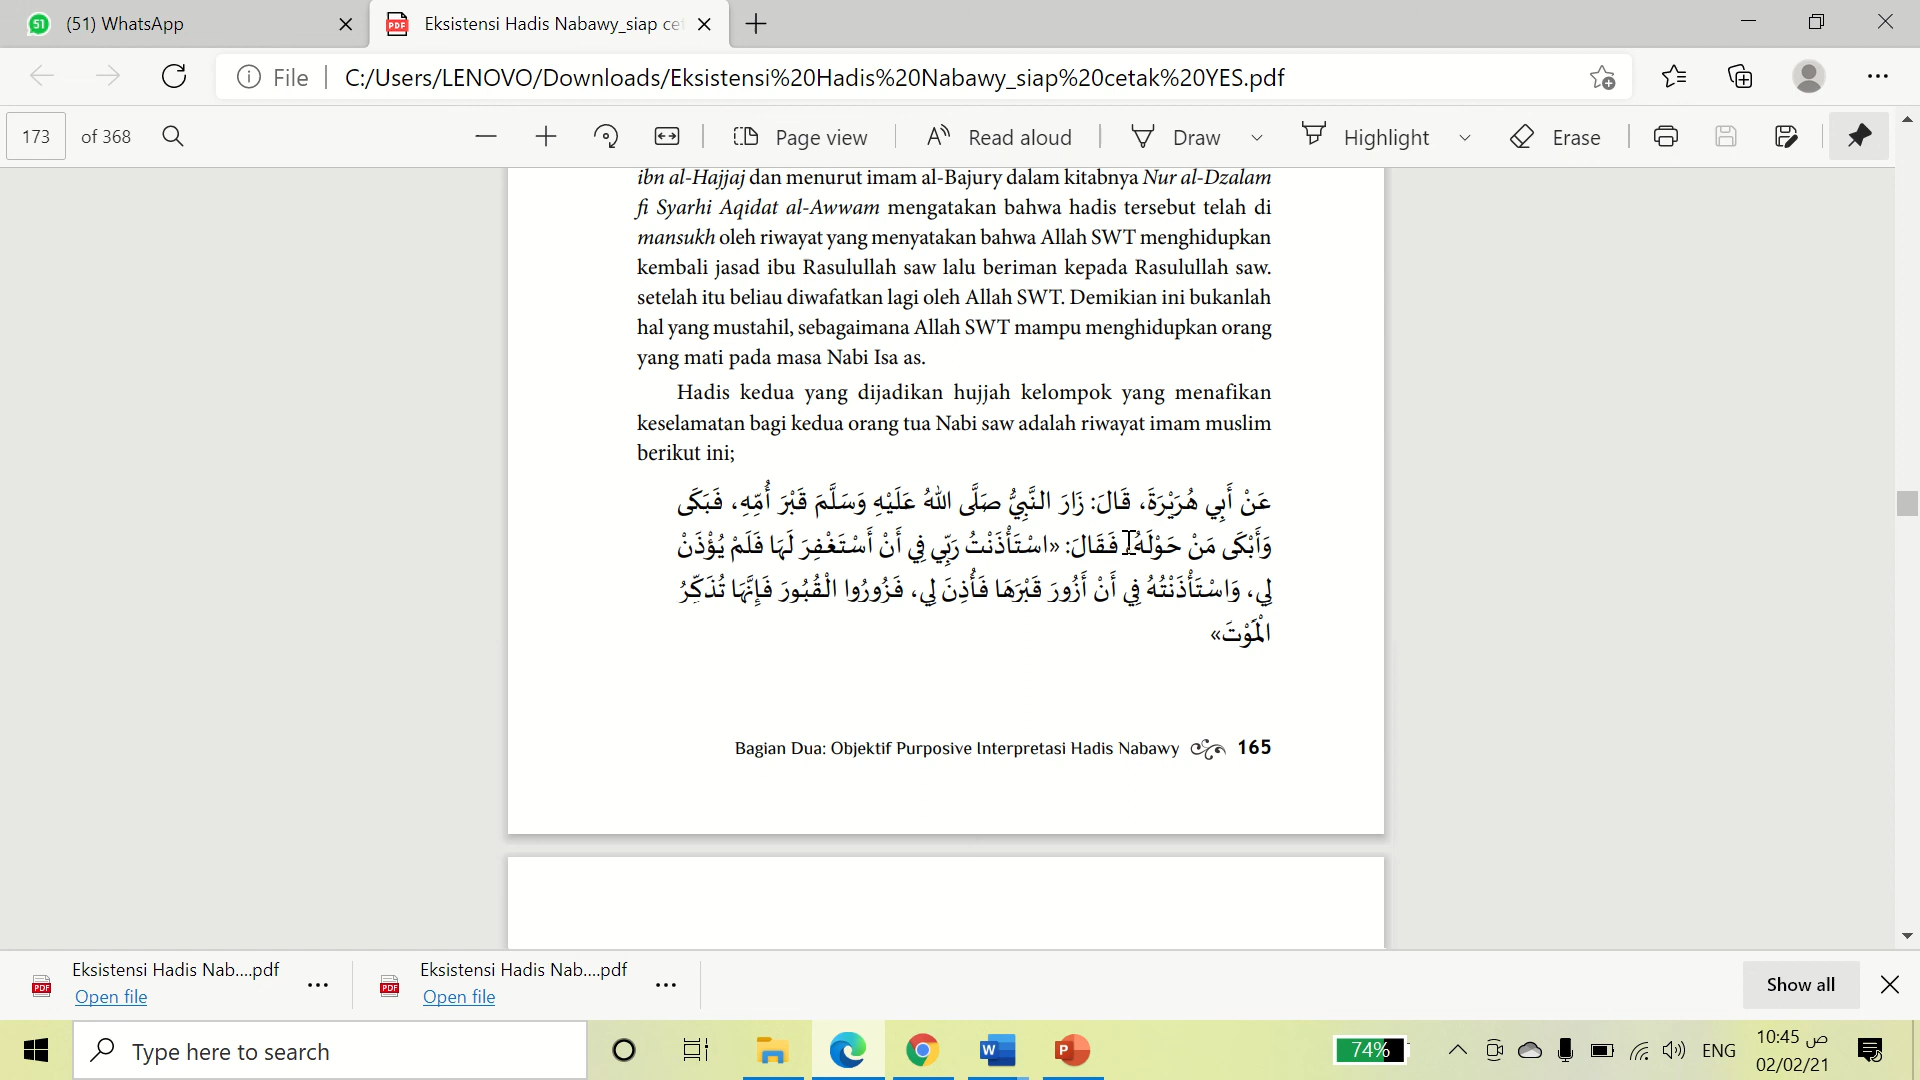 (51) WhatsApp
Eksistensi Hadis Nabawy_siap ce
File
C:/Users/LENOVO/Downloads/Eksistensi%20Hadis%20Nabawy_siap%20cetak%20YES.pdf
173 of 368
Page view
Read aloud
Draw
Highlight
Erase
ibn al-Hajjaj dan menurut imam al-Bajury dalam kitabnya Nur al-Dzalam
fi Syarhi Aqidat al-Awwam mengatakan bahwa hadis tersebut telah di
mansukh oleh riwayat yang menyatakan bahwa Allah SWT menghidupkan
kembali jasad ibu Rasulullah saw lalu beriman kepada Rasulullah saw.
setelah itu beliau diwafatkan lagi oleh Allah SWT. Demikian ini bukanlah
hal yang mustahil, sebagaimana Allah SWT mampu menghidupkan orang
yang mati pada masa Nabi Isa as.
Hadis kedua yang dijadikan hujjah kelompok yang menafikan
keselamatan bagi kedua orang tua Nabi saw adalah riwayat imam muslim
berikut ini;
عَنْ أَبِي هُرَيْرَةَ، قَالَ: زَارَ النَّبِيُّ صَلَّى اللهُ عَلَيْهِ وَسَلَّمَ قَبْرَ أُمِّهِ، فَبَكَى
وَأَبْكَى مَنْ حَوْلَهُ، فَقَالَ: «اسْتَأْذَنْتُ رَبِّي فِي أَنْ أَسْتَغْفِرَ لَهَا فَلَمْ يُؤْذَنْ
لِي، وَاسْتَأْذَنْتُهُ فِي أَنْ أَزُورَ قَبْرَهَا فَأُذِنَ لِي، فَزُورُوا الْقُبُورَ فَإِنَّهَا تُذَكِّرُ
الْمَوْتَ»
Bagian Dua: Objektif Purposive Interpretasi Hadis Nabawy 165
Eksistensi Hadis Nab....pdf
Open file
Eksistensi Hadis Nab....pdf
Open file
Show all
Type here to search
74%
ENG
10:45 ص
02/02/21